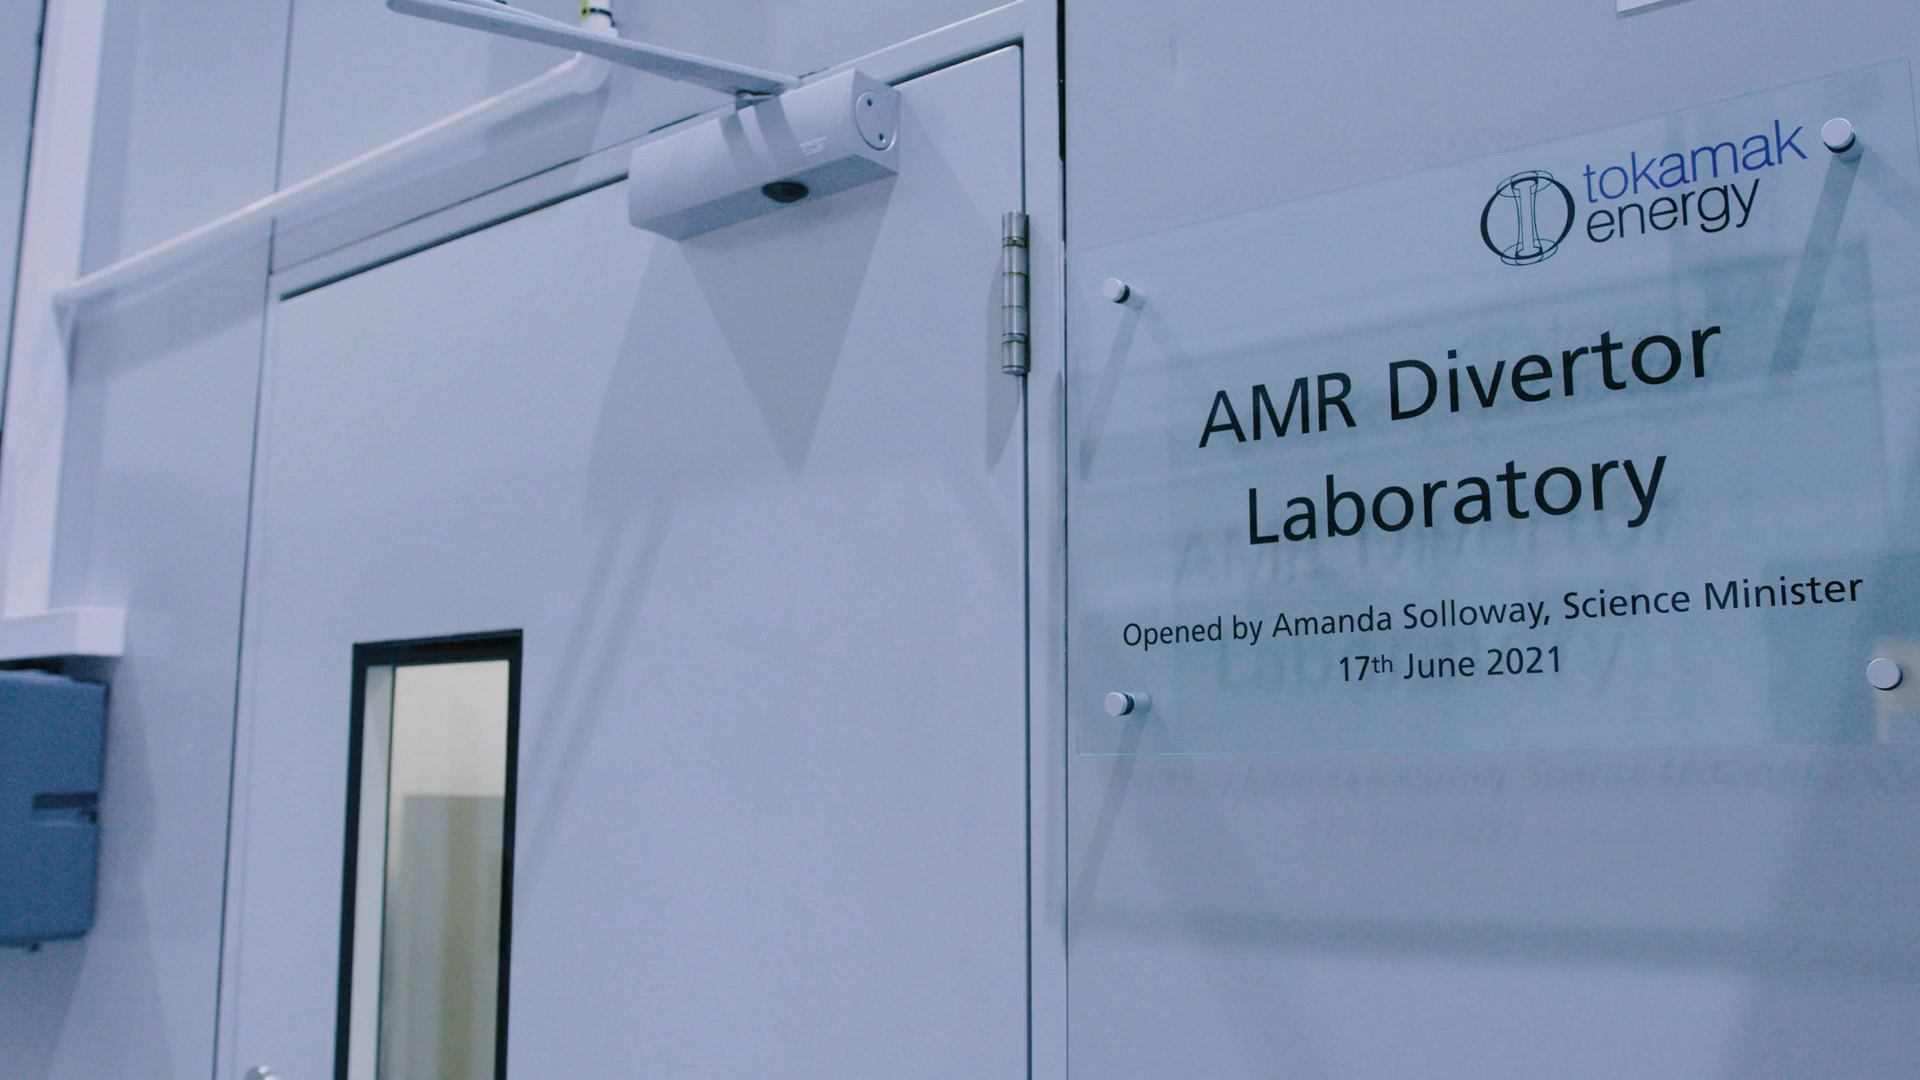 tokamak
energy
AMR Divertor
Laboratory
Opened by Amanda Solloway, Science Minister
17th June 2021